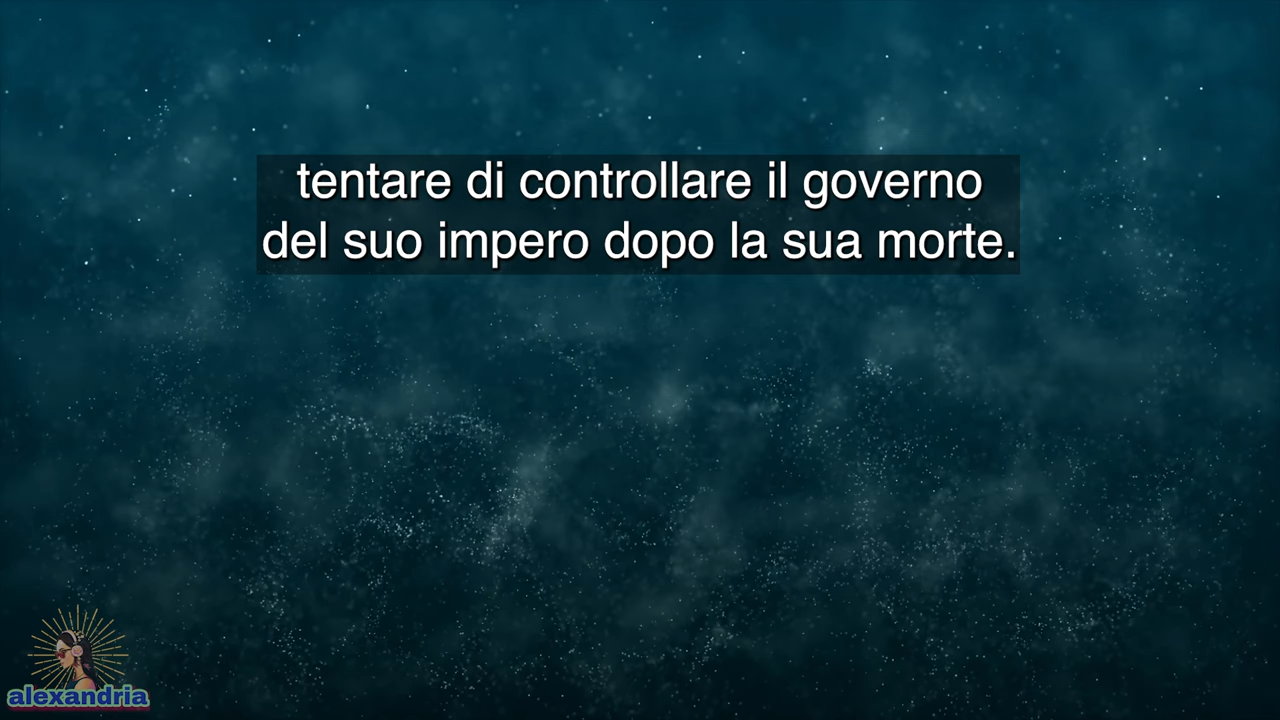 tentare di controllare il governo
del suo impero dopo la sua morte.
alexandria